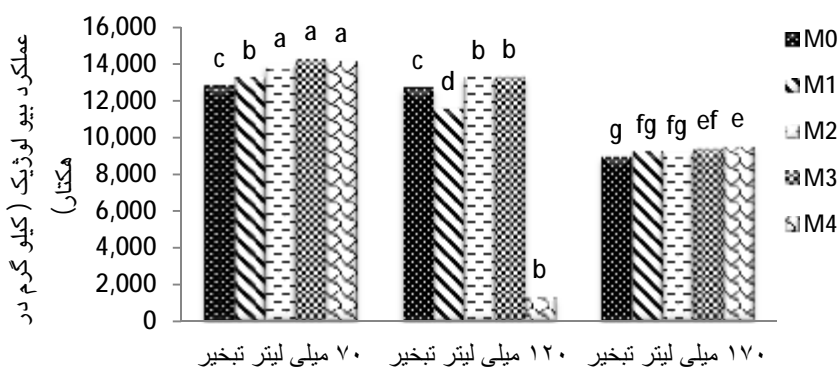 عملکرد بیر لوژیک ( کیلو گرم در
هکتار)
16,000
14,000
12,000
10,000
8,000
6,000
4,000
2,000
0
c b a a a
c d b b b
g fg fg ef e
۷۰ میلی لیتر تبخیر
۱۲۰ میلی لیتر تبخیر
۱۷۰ میلی لیتر تبخیر
M0
M1
M2
M3
M4